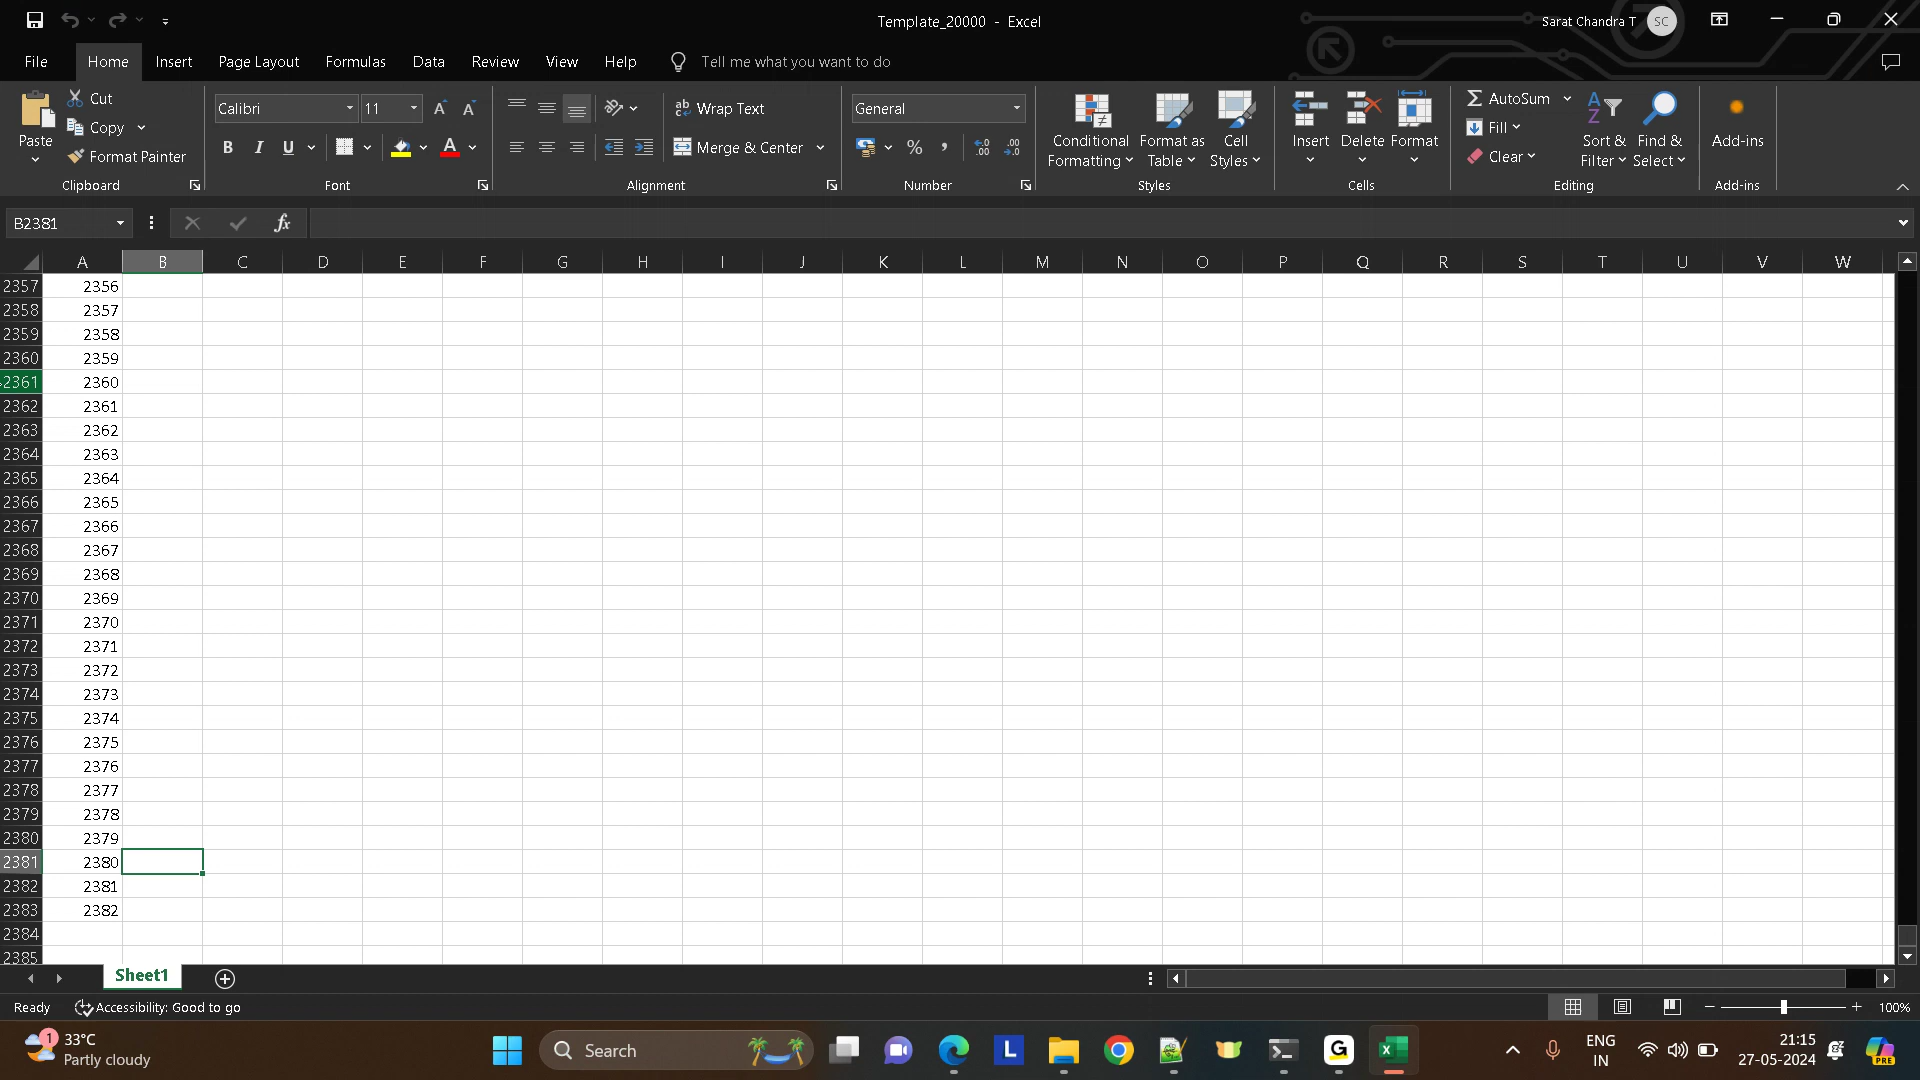 Template_20000 - Excel
Sarat Chandra T
SC
File Home Insert Page Layout Formulas Data Review View Help Tell me what you want to do
Paste
Cut
Copy
Format Painter
Clipboard
Calibri 11
A A
B I U A
Font
ab Wrap Text
Merge & Center
Alignment
General
% , .00 .00
Number
Conditional Formatting
Format as Table
Cell Styles
Styles
Insert
Delete
Format
Cells
AutoSum
Fill
Clear
Sort & Filter
Find & Select
Editing
Add-ins
Add-ins
B2381
fx
A B C D E F G H I J K L M N O P Q R S T U V W
2357 2356
2358 2357
2359 2358
2360 2359
2361 2360
2362 2361
2363 2362
2364 2363
2365 2364
2366 2365
2367 2366
2368 2367
2369 2368
2370 2369
2371 2370
2372 2371
2373 2372
2374 2373
2375 2374
2376 2375
2377 2376
2378 2377
2379 2378
2380 2379
2381 2380
2382 2381
2383 2382
2384
2385
Sheet1
Ready Accessibility: Good to go 100%
1
33°C
Partly cloudy
Search
L
G
ENG
IN
21:15
27-05-2024
PRE